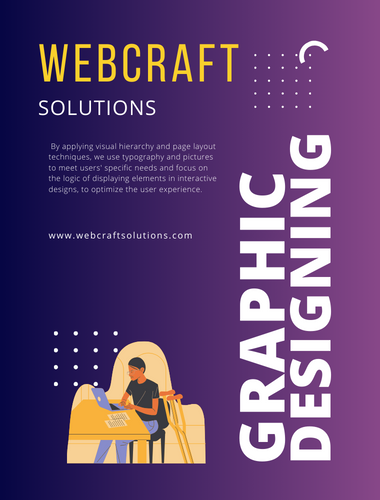 WEBCRAFT
SOLUTIONS
By applying visual hierarchy and page layout
techniques, we use typography and pictures
to meet users' specific needs and focus on
the logic of displaying elements in interactive
designs, to optimize the user experience.
www.webcraftsolutions.com
GRAPHIC
DESIGNING